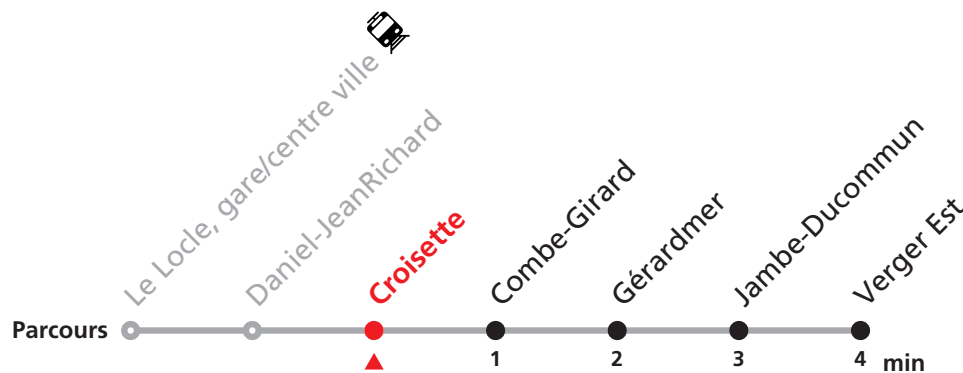 Le Locle, gare/centre ville
Daniel-JeanRichard
Croisette
Combe-Girard
Gérardmer
Jambe-Ducommun
Verger Est
Parcours
1 2 3 4 min